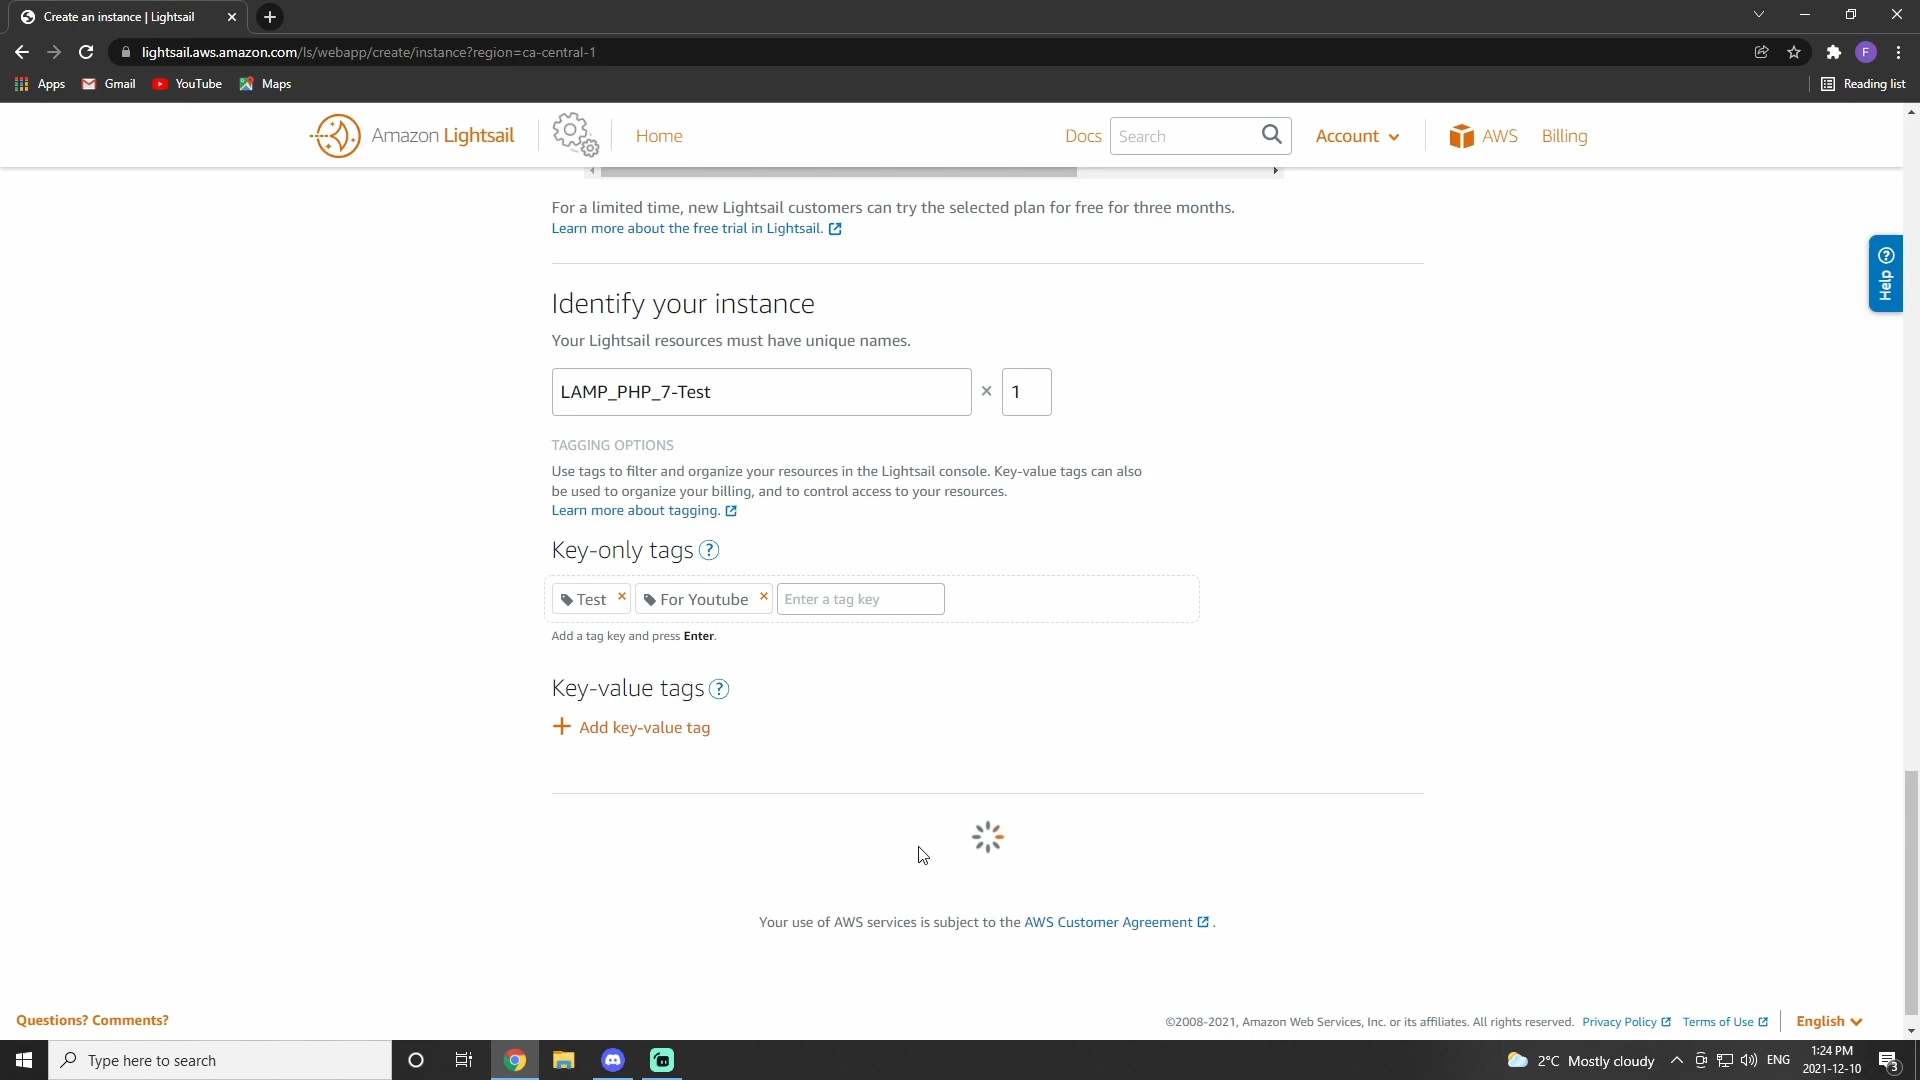 Create an instance | Lightsail
lightsail.aws.amazon.com/ls/webapp/create/instance?region=ca-central-1
F
Apps
Gmail
YouTube
Maps
Reading list
Amazon Lightsail
Home
Docs
Search
Account
AWS
Billing
For a limited time, new Lightsail customers can try the selected plan for free for three months.
Learn more about the free trial in Lightsail.
Help ?
Identify your instance
Your Lightsail resources must have unique names.
LAMP_PHP_7-Test
×
1
TAGGING OPTIONS
Use tags to filter and organize your resources in the Lightsail console. Key-value tags can also
be used to organize your billing, and to control access to your resources.
Learn more about tagging.
Key-only tags ?
Test ×
For Youtube ×
Enter a tag key
Add a tag key and press Enter.
Key-value tags ?
+ Add key-value tag
Your use of AWS services is subject to the AWS Customer Agreement .
Questions? Comments?
©2008-2021, Amazon Web Services, Inc. or its affiliates. All rights reserved.
Privacy Policy
Terms of Use
English
Type here to search
2°C Mostly cloudy
ENG
1:24 PM
2021-12-10
3